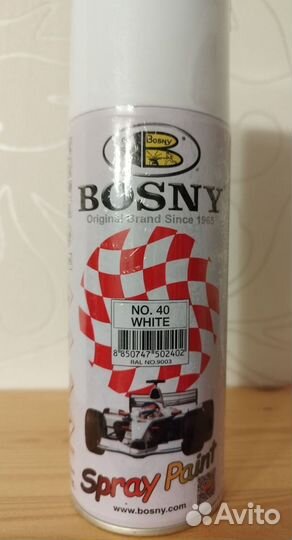 BOSNY
BOSNY
Original Brand Since 1965
NO. 40
WHITE
8 850747 502402
RAL NO.9003
Spray Paint
www.bosny.com
Avito